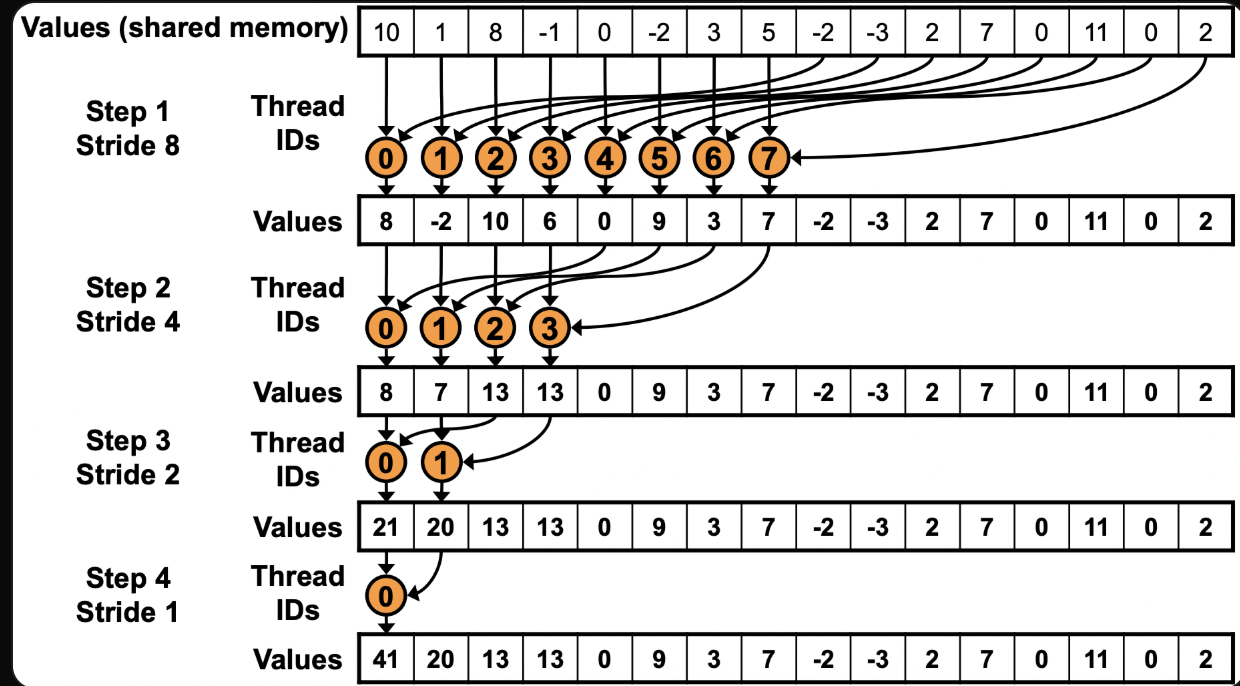 Values (shared memory) 10 1 8 -1 0 -2 3 5 -2 -3 2 7 0 11 0 2
Step 1
Stride 8
Thread
IDs
0 1 2 3 4 5 6 7
Values 8 -2 10 6 0 9 3 7 -2 -3 2 7 0 11 0 2
Step 2
Stride 4
Thread
IDs
0 1 2 3
Values 8 7 13 13 0 9 3 7 -2 -3 2 7 0 11 0 2
Step 3
Stride 2
Thread
IDs
0 1
Values 21 20 13 13 0 9 3 7 -2 -3 2 7 0 11 0 2
Step 4
Stride 1
Thread
IDs
0
Values 41 20 13 13 0 9 3 7 -2 -3 2 7 0 11 0 2